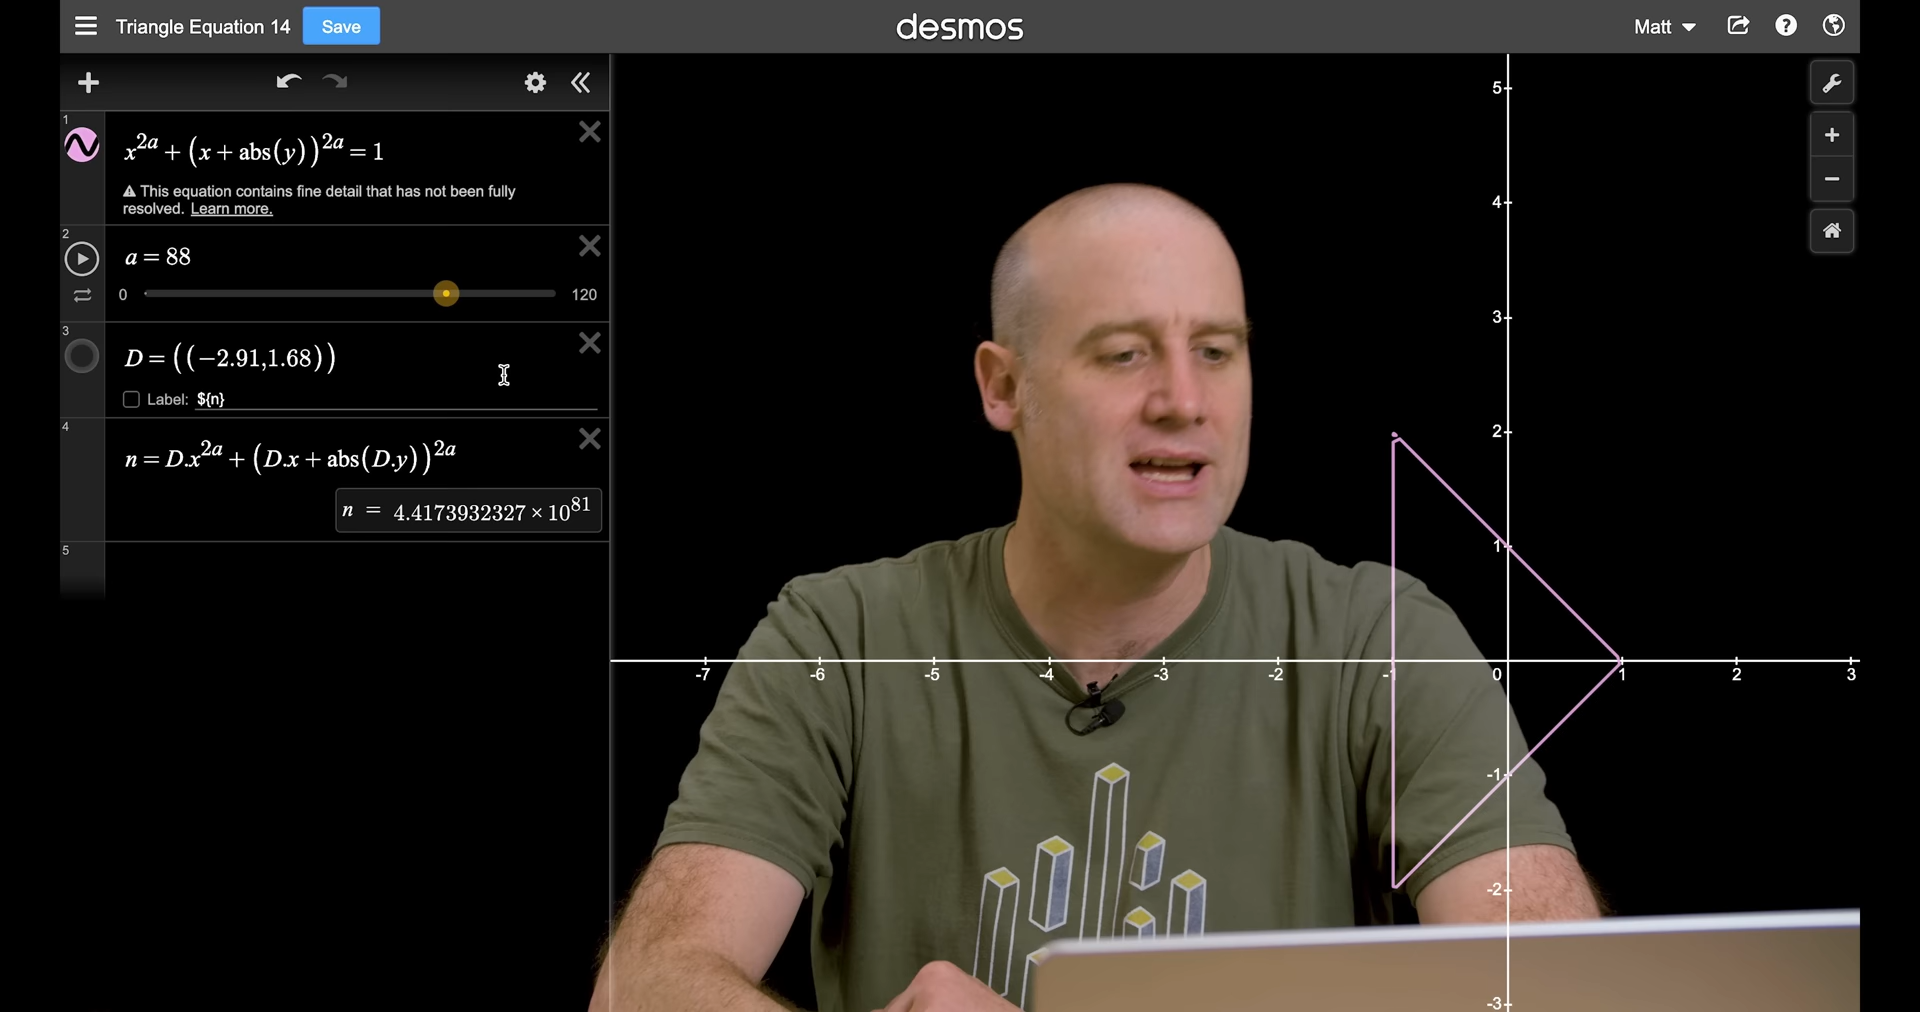 Triangle Equation 14 Save desmos Matt
1
x^{2a} + (x + abs(y))^{2a} = 1
⚠ This equation contains fine detail that has not been fully
resolved. Learn more.
2
a = 88
0 120
3
D = ((−2.91,1.68))
Label: ${n}
4
n = D.x^{2a} + (D.x + abs(D.y))^{2a}
n = 4.4173932327 × 10^{81}
5
5
4
3
2
1
-7 -6 -5 -4 -3 -2 -1 0 1 2 3
-1
-2
-3